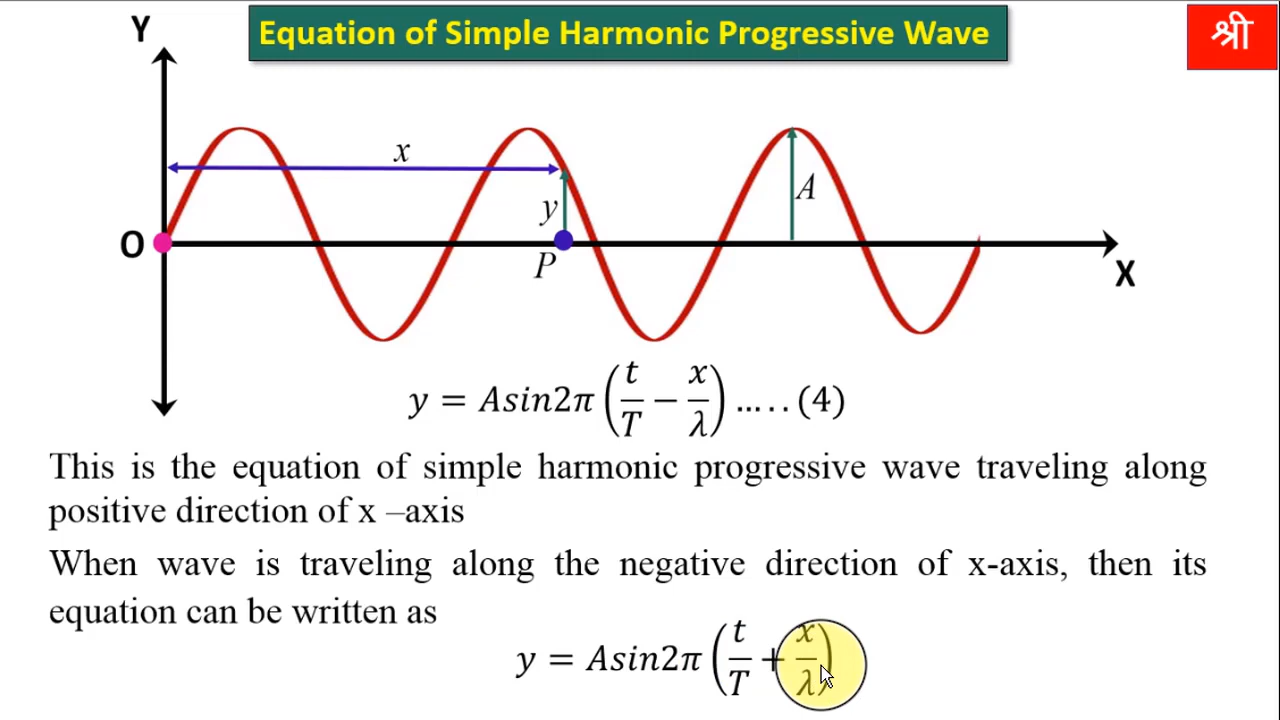 Y
Equation of Simple Harmonic Progressive Wave
श्री
x
A
y
O
P
X
y = Asin2π (t/T − x/λ) ... . . (4)
This is the equation of simple harmonic progressive wave traveling along
positive direction of x –axis
When wave is traveling along the negative direction of x-axis, then its
equation can be written as
y = Asin2π (t/T + x/λ)